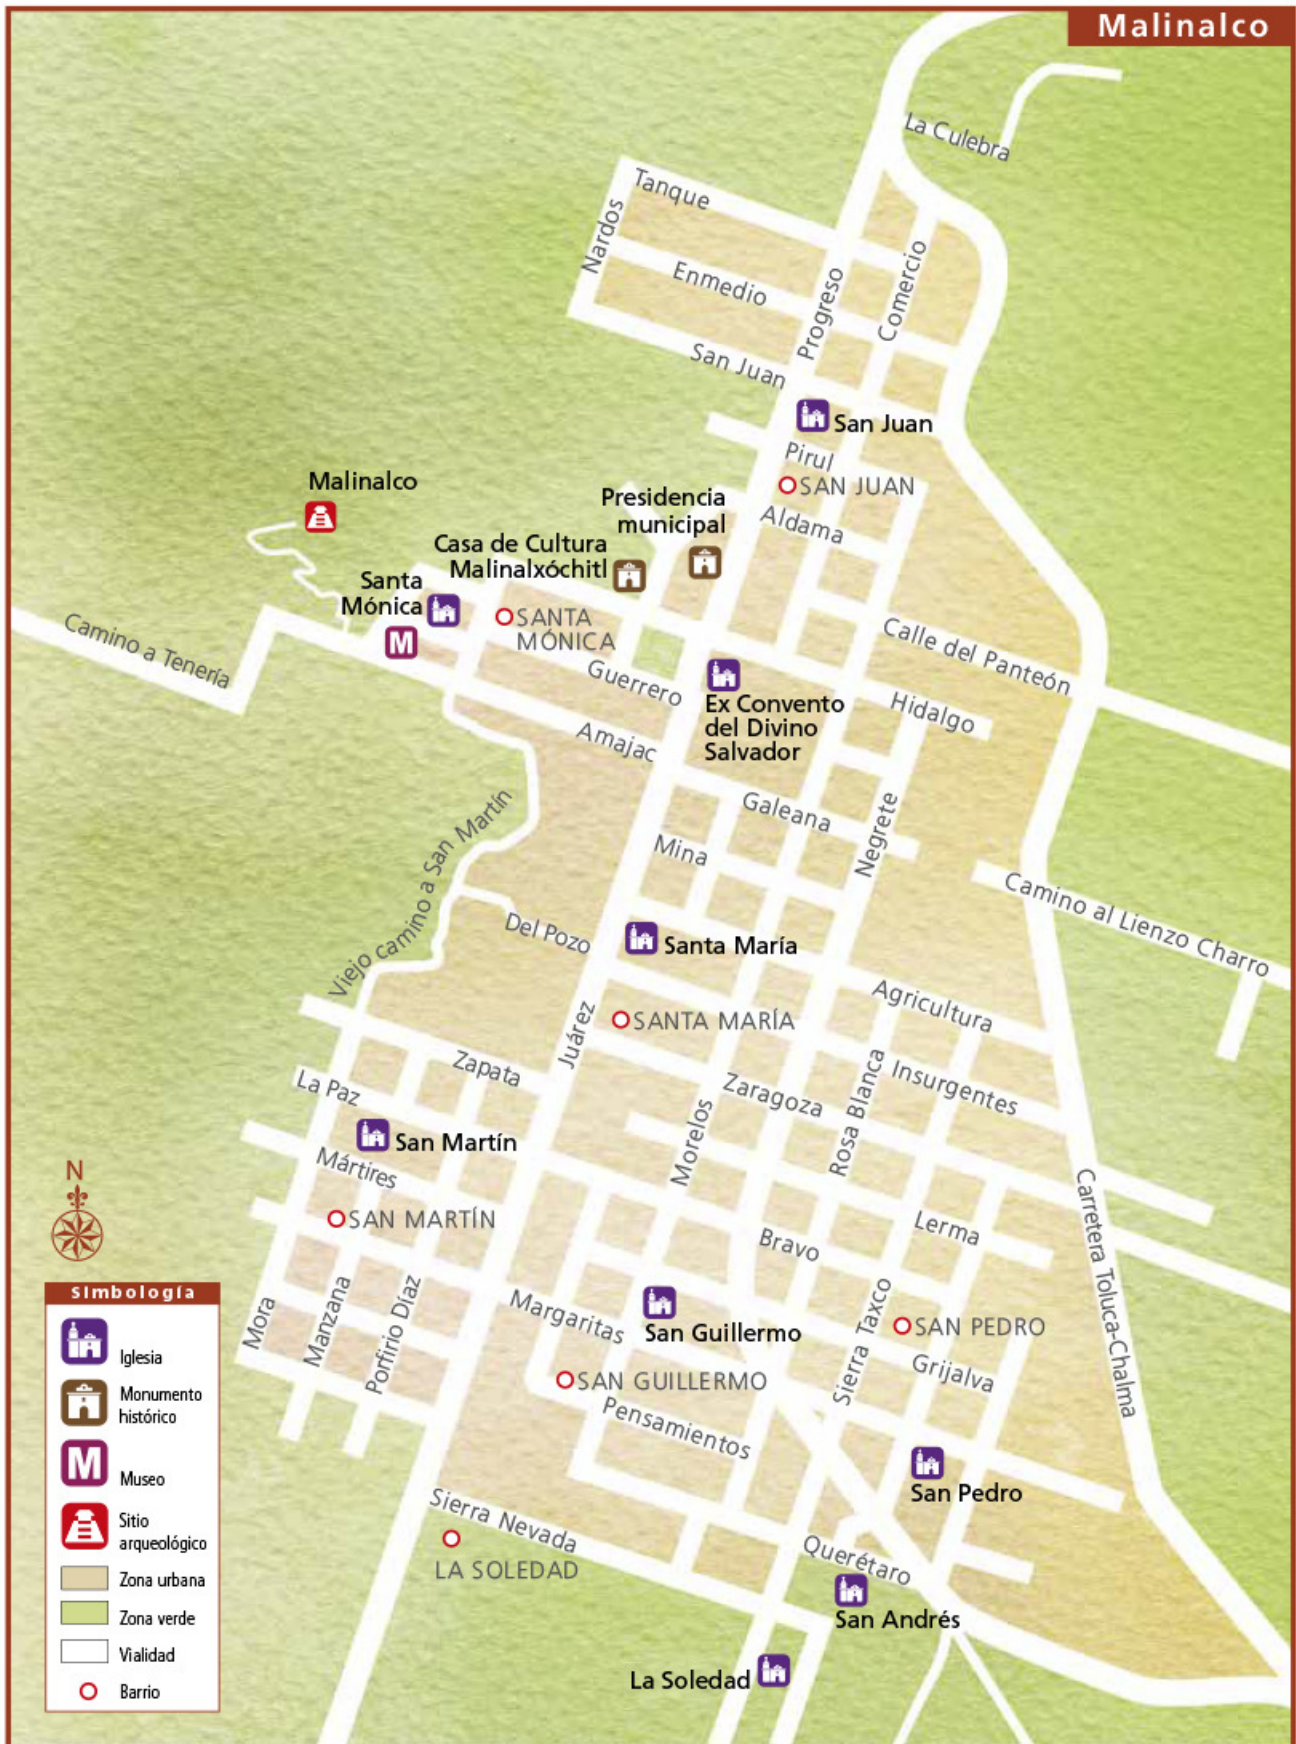 Malinalco
La Culebra
Tanque
Nardos
Enmedio
Comercio
Progreso
San Juan
San Juan
Pirul
SAN JUAN
Malinalco
Presidencia
municipal
Aldama
Casa de Cultura
Malinalxóchitl
Santa
Mónica
M
SANTA
MÓNICA
Camino a Tenería
Calle del Panteón
Guerrero
Hidalgo
Ex Convento
del Divino
Salvador
Amajac
Galeana
Negrete
Mina
Viejo camino a San Martín
Camino al Lienzo Charro
Del Pozo
Santa María
Agricultura
SANTA MARÍA
Juárez
Zapata
Insurgentes
La Paz
Zaragoza
Rosa Blanca
Morelos
San Martín
Mártires
N
SAN MARTÍN
Carretera Toluca-Chalma
Lerma
Bravo
Mora
Manzana
Porfirio Díaz
Margaritas
San Guillermo
Sierra Taxco
SAN PEDRO
Grijalva
SAN GUILLERMO
Pensamientos
San Pedro
Sierra Nevada
LA SOLEDAD
Querétaro
San Andrés
La Soledad
Simbología
Iglesia
Monumento
histórico
M
Museo
Sitio
arqueológico
Zona urbana
Zona verde
Vialidad
Barrio